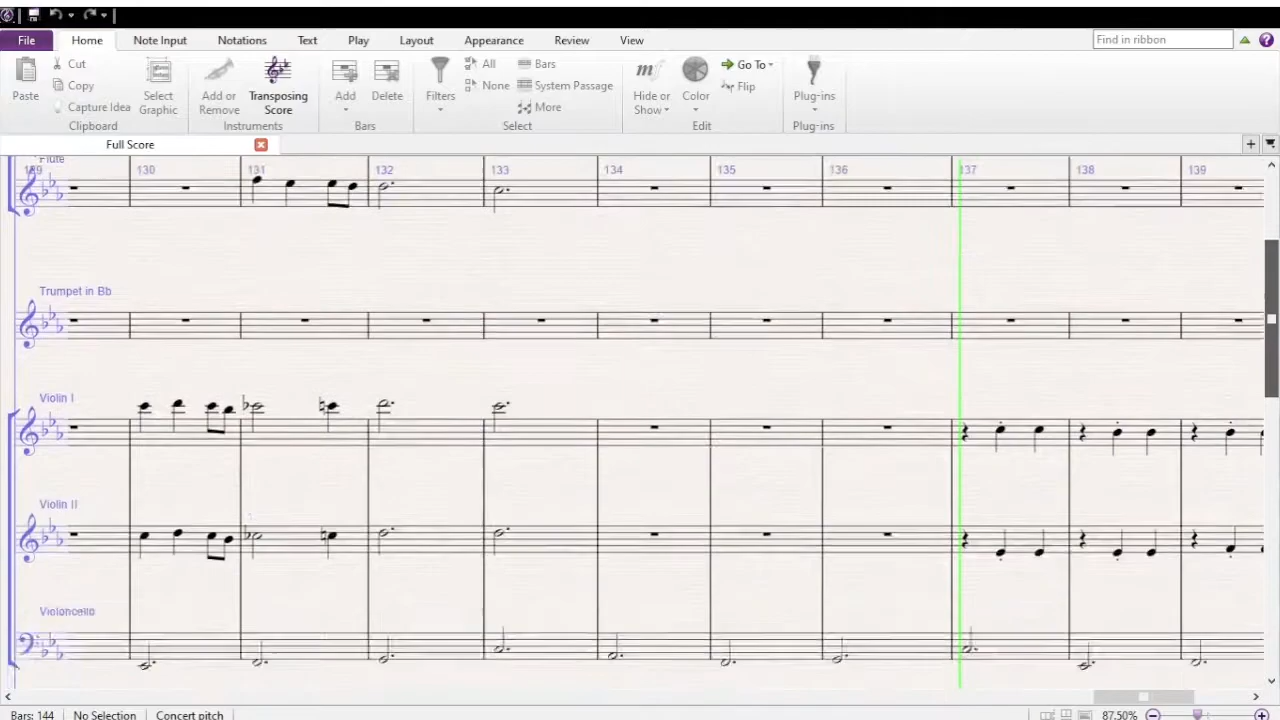 File Home Note Input Notations Text Play Layout Appearance Review View Find in ribbon
Paste Cut Copy Capture Idea Select Graphic Add or Remove Transposing Score Add Delete Filters All None Bars System Passage More Hide or Show Color Go To Flip Plug-ins
Clipboard Instruments Bars Select Edit Plug-ins
Full Score
Flute
129 130 131 132 133 134 135 136 137 138 139
Trumpet in Bb
Violin I
Violin II
Violoncello
Bars: 144 No Selection Concert pitch 87.50%